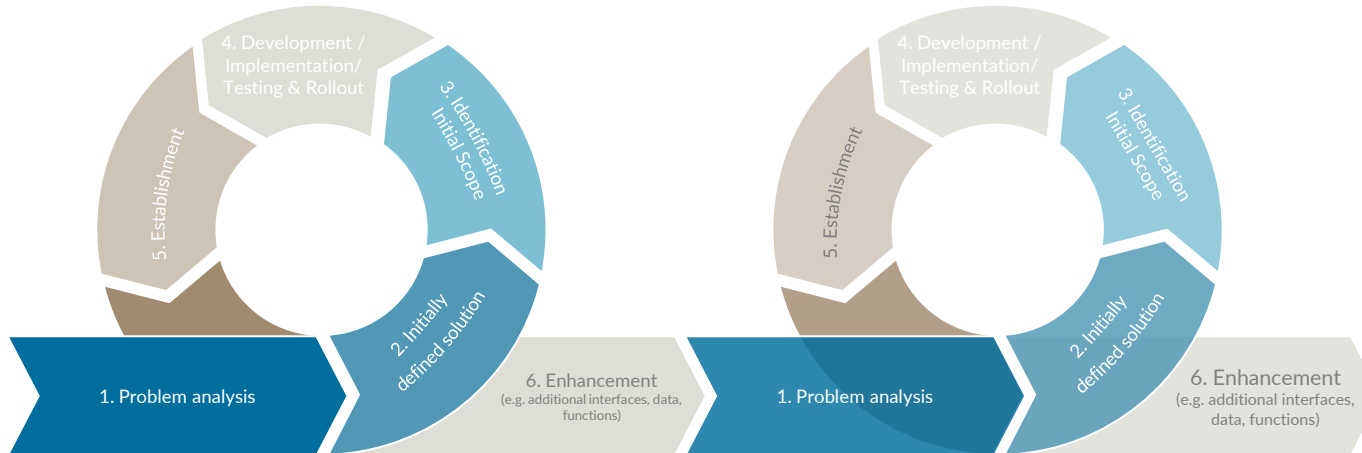 4. Development /
Implementation/
Testing & Rollout
3. Identification
Initial Scope
5. Establishment
2. Initially
defined solution
1. Problem analysis
6. Enhancement
(e.g. additional interfaces, data,
functions)
4. Development /
Implementation/
Testing & Rollout
3. Identification
Initial Scope
5. Establishment
2. Initially
defined solution
1. Problem analysis
6. Enhancement
(e.g. additional interfaces,
data, functions)